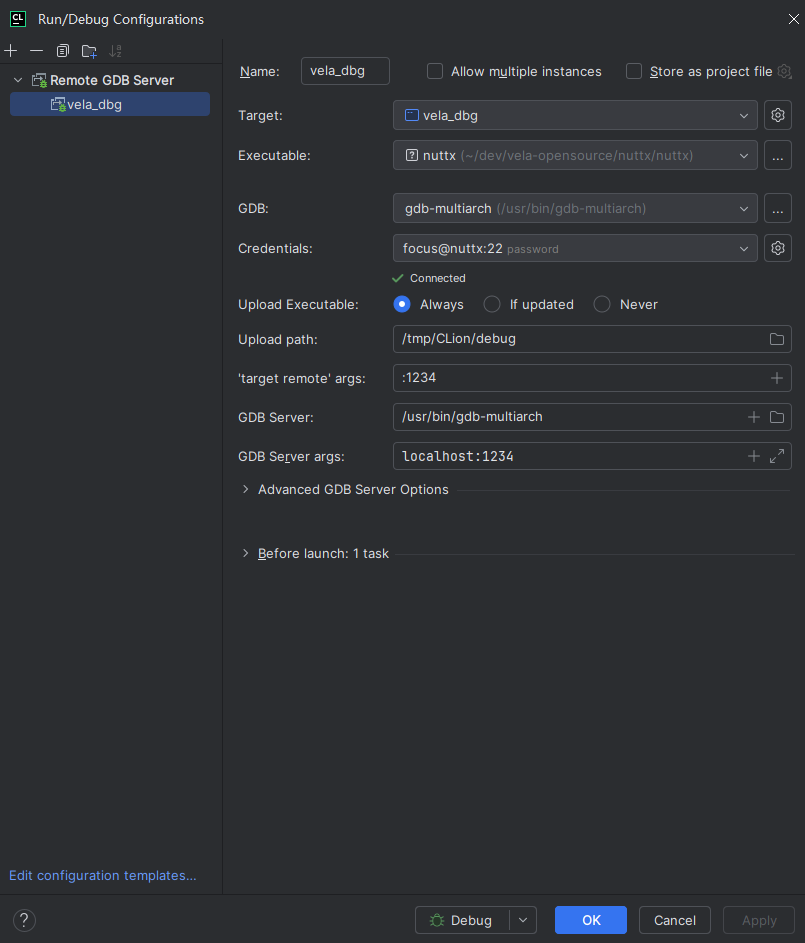 CL
Run/Debug Configurations
Name: vela_dbg Allow multiple instances Store as project file
Remote GDB Server
vela_dbg
Target: vela_dbg
Executable: nuttx (~/dev/vela-opensource/nuttx/nuttx) ...
GDB: gdb-multiarch (/usr/bin/gdb-multiarch) ...
Credentials: focus@nuttx:22 password
Connected
Upload Executable: Always If updated Never
Upload path: /tmp/CLion/debug
'target remote' args: :1234
GDB Server: /usr/bin/gdb-multiarch
GDB Server args: localhost:1234
Advanced GDB Server Options
Before launch: 1 task
Edit configuration templates...
? Debug OK Cancel Apply